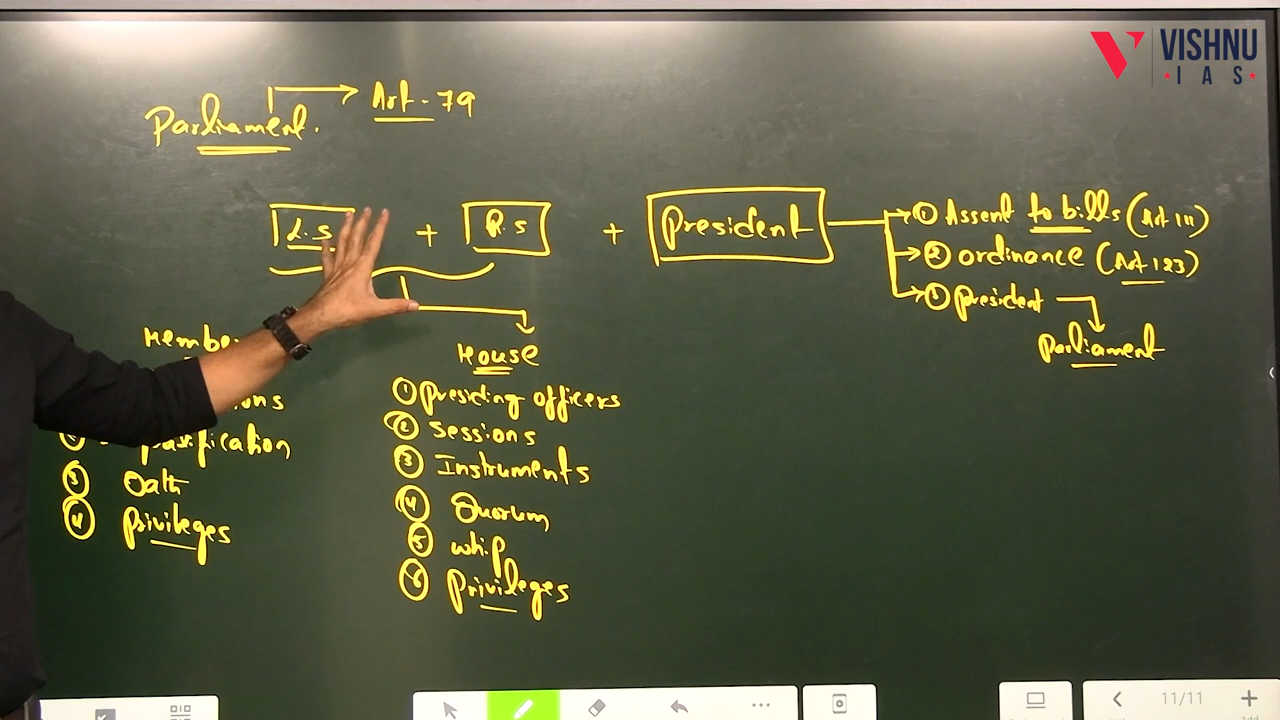 VISHNU
IAS
Parliament. → Art - 79
L.S + R.S + President
① Assent to bills (Art 111)
② ordinance (Art 123)
③ president
Parliament
House
① Presiding officers
② Sessions
③ Instruments
④ Quorum
⑤ whip
⑥ Privileges
③ Oath
④ Privileges
11/11